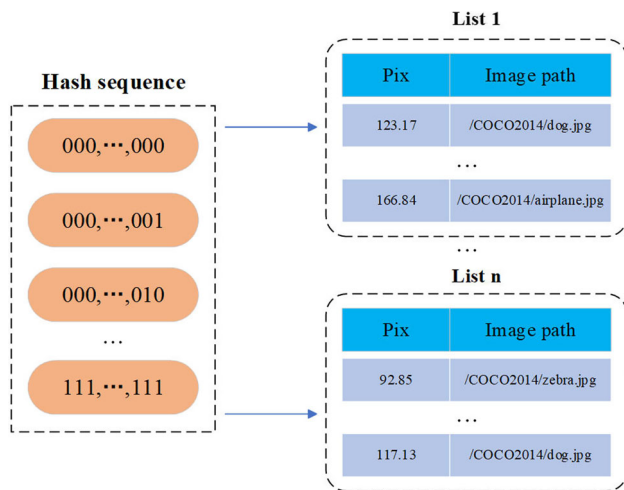 Hash sequence
000,⋯,000
000,⋯,001
000,⋯,010
…
111,⋯,111
List 1
Pix Image path
123.17 /COCO2014/dog.jpg
…
166.84 /COCO2014/airplane.jpg
…
List n
Pix Image path
92.85 /COCO2014/zebra.jpg
…
117.13 /COCO2014/dog.jpg